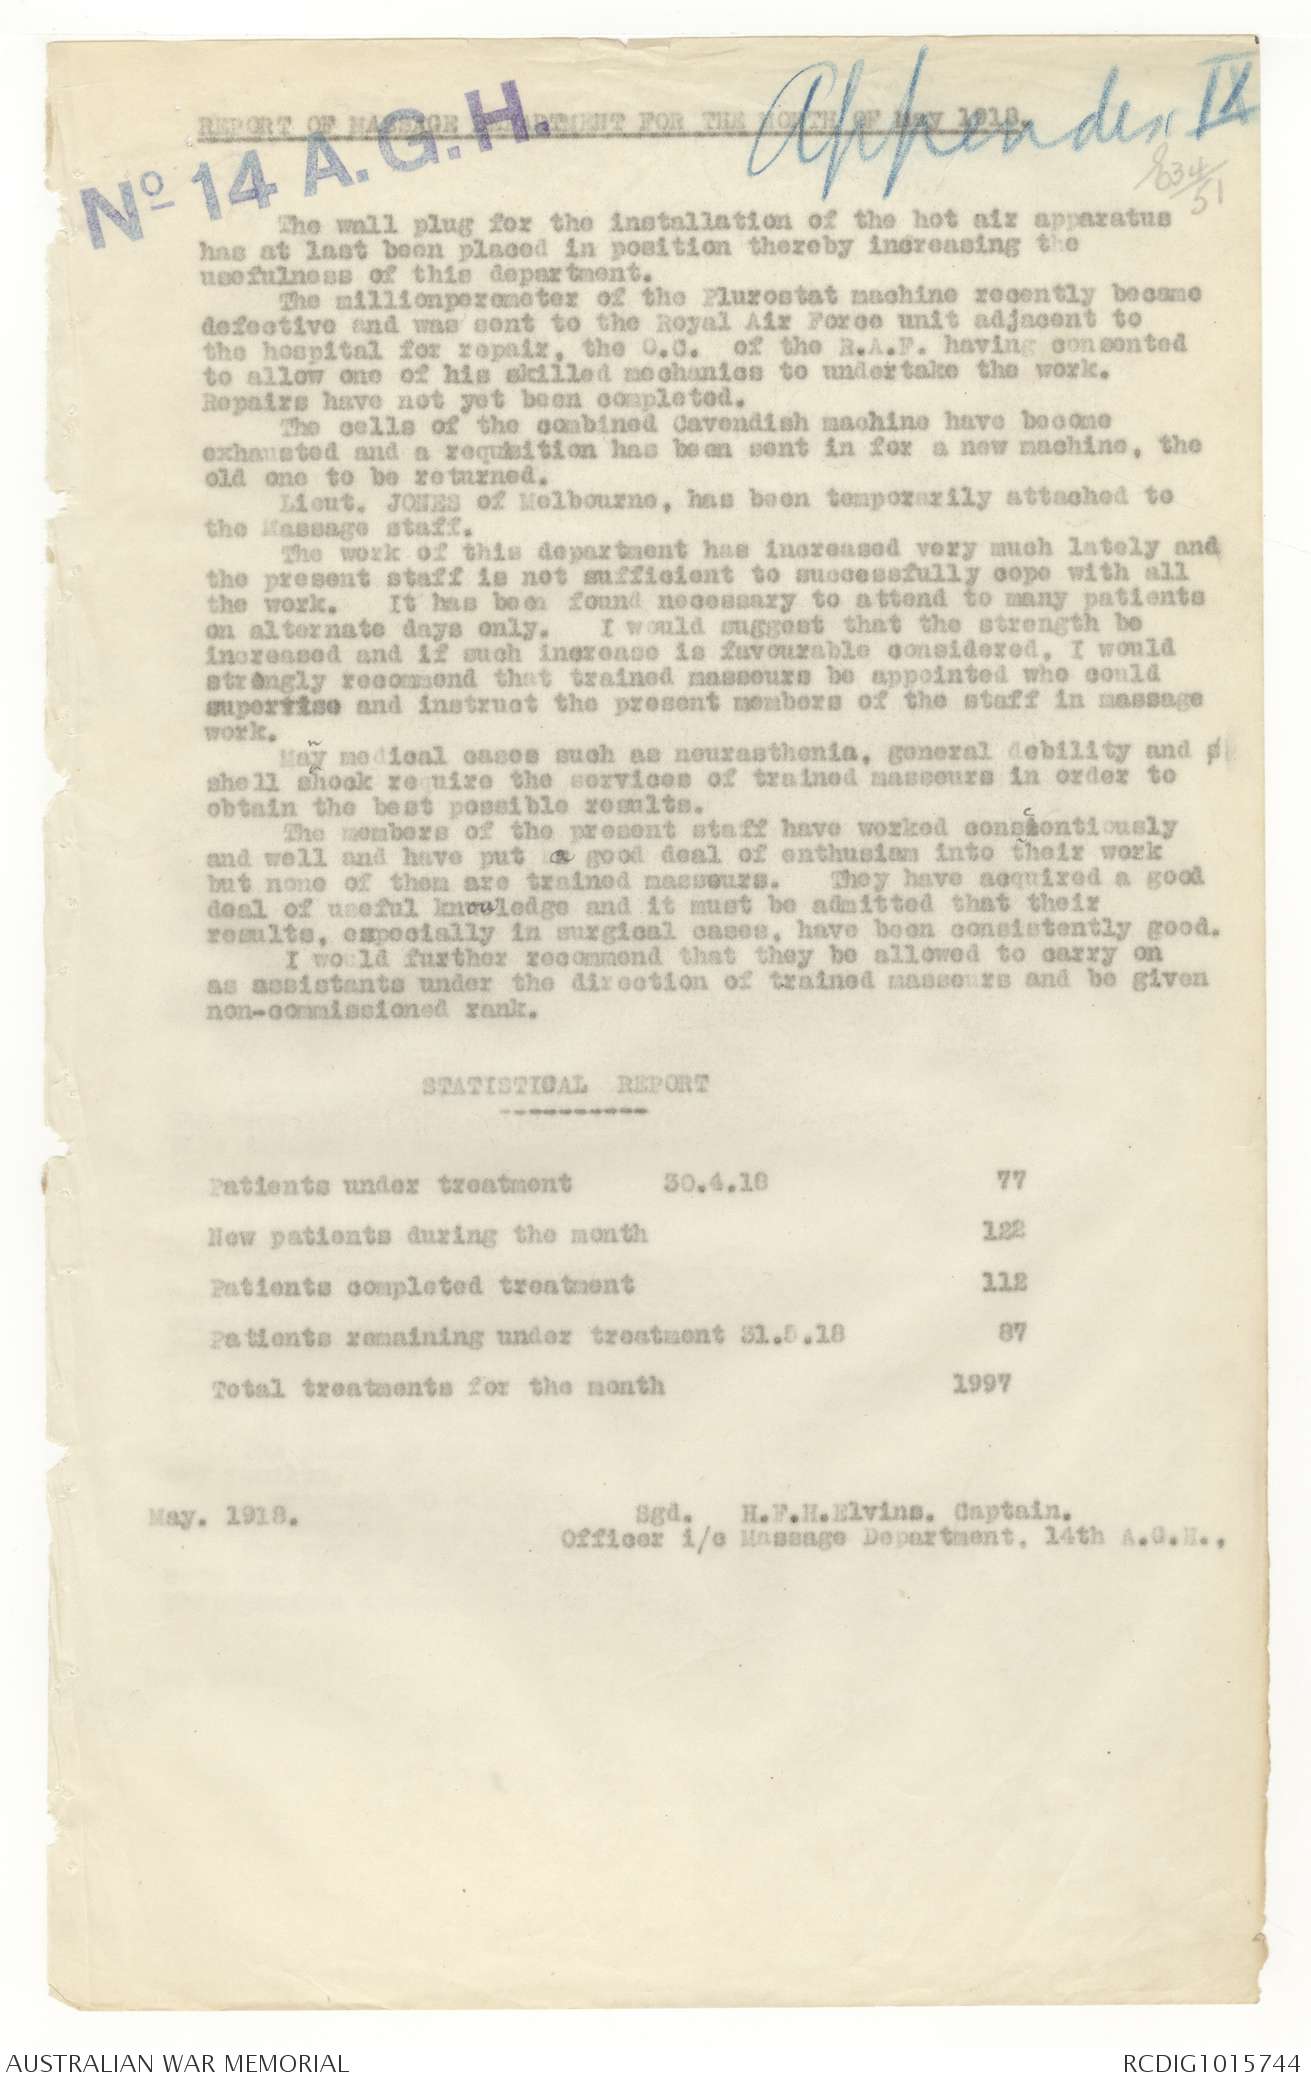 Appendex IX
REPORT OF MASSAGE DEPARTMENT FOR THE MONTH OF May 1918.
No 14 A.G.H.
834/51
The wall plug for the installation of the hot air apparatus
has at last been placed in position thereby increasing the
usefulness of this department.
The millionperemeter of the Plurostat machine recently became
defective and was sent to the Royal Air Force unit adjacent to
the hospital for repair, the O.C. of the R.A.F. having consented
to allow one of his skilled mechanics to undertake the work.
Repairs have not yet been completed.
The cells of the combined Cavendish machine have become
exhausted and a requisition has been sent in for a new machine, the
old one to be returned.
Lieut. JONES of Melbourne, has been temporarily attached to
the Massage staff.
The work of this department has increased very much lately and
the present staff is not sufficient to successfully cope with all
the work. It has been found necessary to attend to many patients
on alternate days only. I would suggest that the strength be
increased and if such increase is favourable considered, I would
strongly recommend that trained masseurs be appointed who could
supervise and instruct the present members of the staff in massage
work.
Many medical cases such as neurasthenia, general debility and
shell shock require the services of trained masseurs in order to
obtain the best possible results.
The members of the present staff have worked conscientiously
and well and have put a good deal of enthusiam into their work
but none of them are trained masseurs. They have acquired a good
deal of useful knowledge and it must be admitted that their
results, especially in surgical cases, have been consistently good.
I would further recommend that they be allowed to carry on
as assistants under the direction of trained masseurs and be given
non-commissioned rank.
STATISTICAL REPORT
----------
Patients under treatment 30.4.18 77
New patients during the month 122
Patients completed treatment 112
Patients remaining under treatment 31.5.18 87
Total treatments for the month 1997
May. 1918. Sgd. H.F.H.Elvins. Captain.
Officer i/c Massage Department, 14th A.G.H.,
AUSTRALIAN WAR MEMORIAL RCDIG1015744